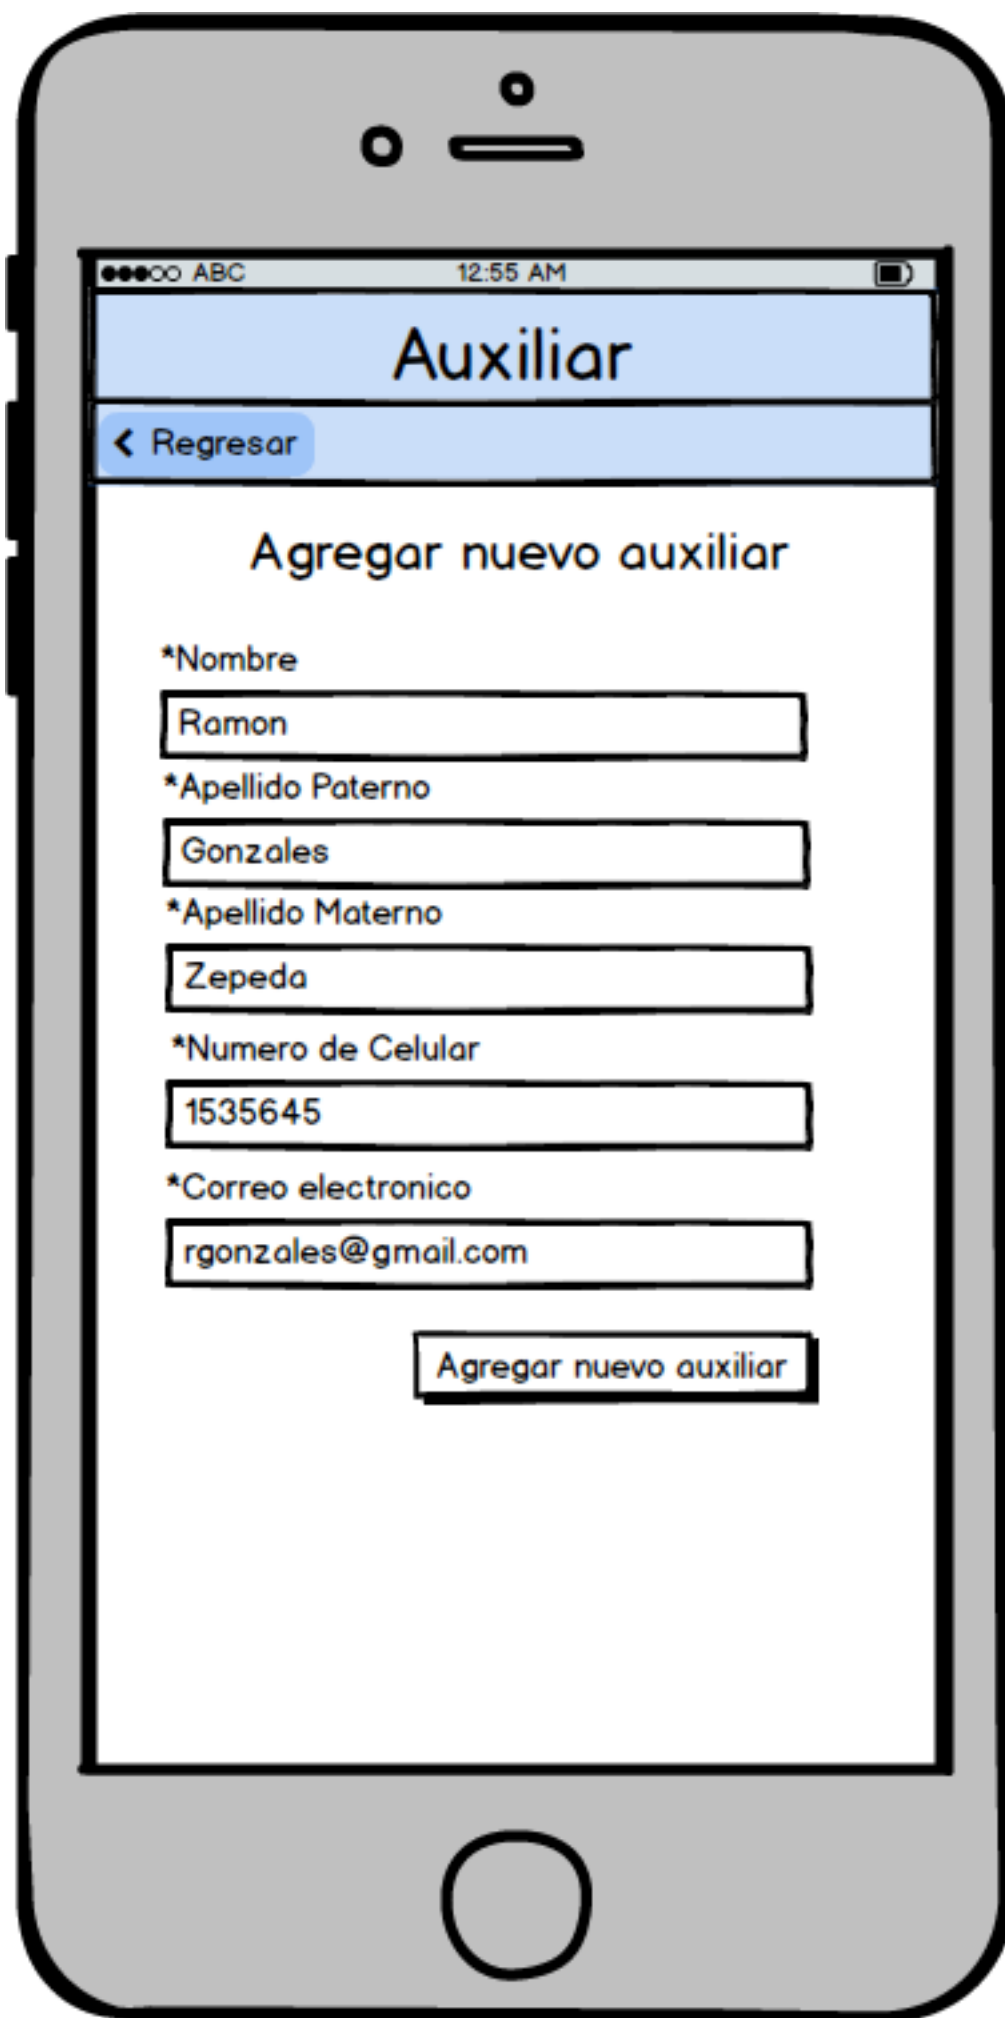 ABC 12:55 AM
Auxiliar
Regresar
Agregar nuevo auxiliar
*Nombre
Ramon
*Apellido Paterno
Gonzales
*Apellido Materno
Zepeda
*Numero de Celular
1535645
*Correo electronico
rgonzales@gmail.com
Agregar nuevo auxiliar